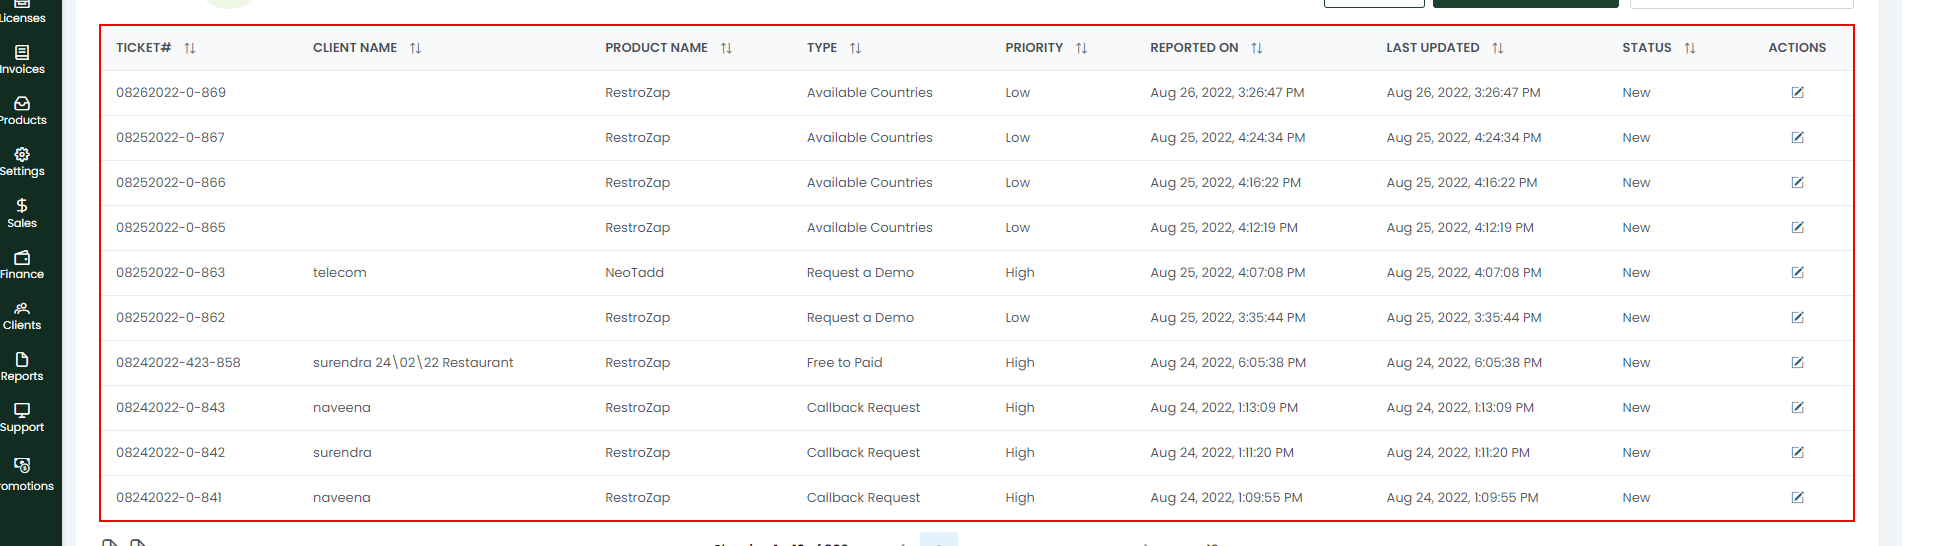 Licenses
Invoices
Products
Settings
Sales
Finance
Clients
Reports
Support
romotions
TICKET# CLIENT NAME PRODUCT NAME TYPE PRIORITY REPORTED ON LAST UPDATED STATUS ACTIONS
08262022-0-869 RestroZap Available Countries Low Aug 26, 2022, 3:26:47 PM Aug 26, 2022, 3:26:47 PM New
08252022-0-867 RestroZap Available Countries Low Aug 25, 2022, 4:24:34 PM Aug 25, 2022, 4:24:34 PM New
08252022-0-866 RestroZap Available Countries Low Aug 25, 2022, 4:16:22 PM Aug 25, 2022, 4:16:22 PM New
08252022-0-865 RestroZap Available Countries Low Aug 25, 2022, 4:12:19 PM Aug 25, 2022, 4:12:19 PM New
08252022-0-863 telecom NeoTadd Request a Demo High Aug 25, 2022, 4:07:08 PM Aug 25, 2022, 4:07:08 PM New
08252022-0-862 RestroZap Request a Demo Low Aug 25, 2022, 3:35:44 PM Aug 25, 2022, 3:35:44 PM New
08242022-423-858 surendra 24\02\22 Restaurant RestroZap Free to Paid High Aug 24, 2022, 6:05:38 PM Aug 24, 2022, 6:05:38 PM New
08242022-0-843 naveena RestroZap Callback Request High Aug 24, 2022, 1:13:09 PM Aug 24, 2022, 1:13:09 PM New
08242022-0-842 surendra RestroZap Callback Request High Aug 24, 2022, 1:11:20 PM Aug 24, 2022, 1:11:20 PM New
08242022-0-841 naveena RestroZap Callback Request High Aug 24, 2022, 1:09:55 PM Aug 24, 2022, 1:09:55 PM New